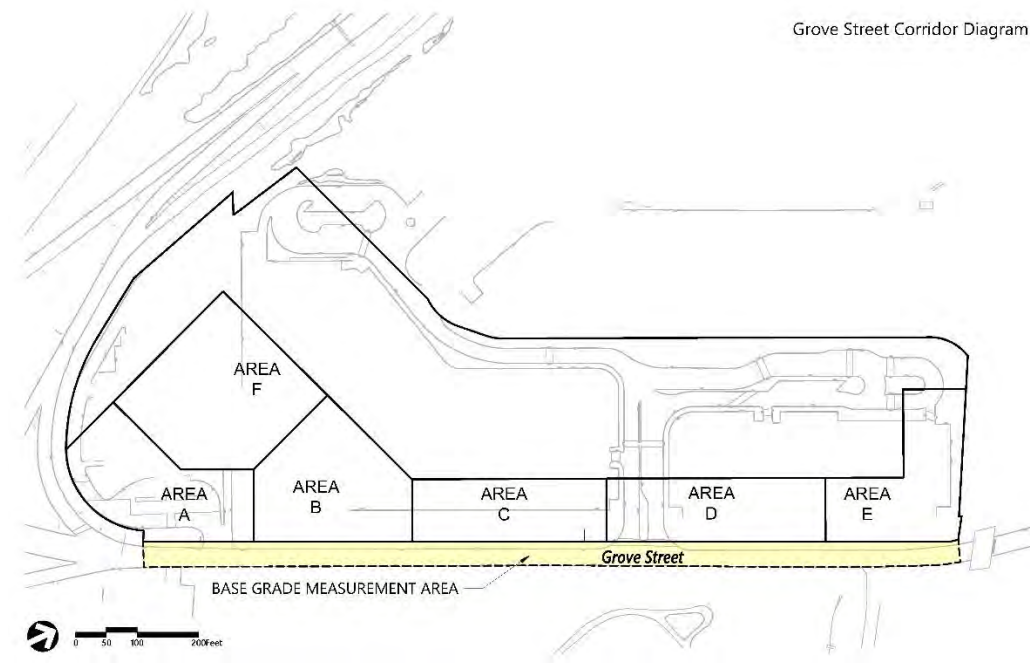 Grove Street Corridor Diagram
AREA
F
AREA
A
AREA
B
AREA
C
AREA
D
AREA
E
Grove Street
BASE GRADE MEASUREMENT AREA
0 50 100 200Feet